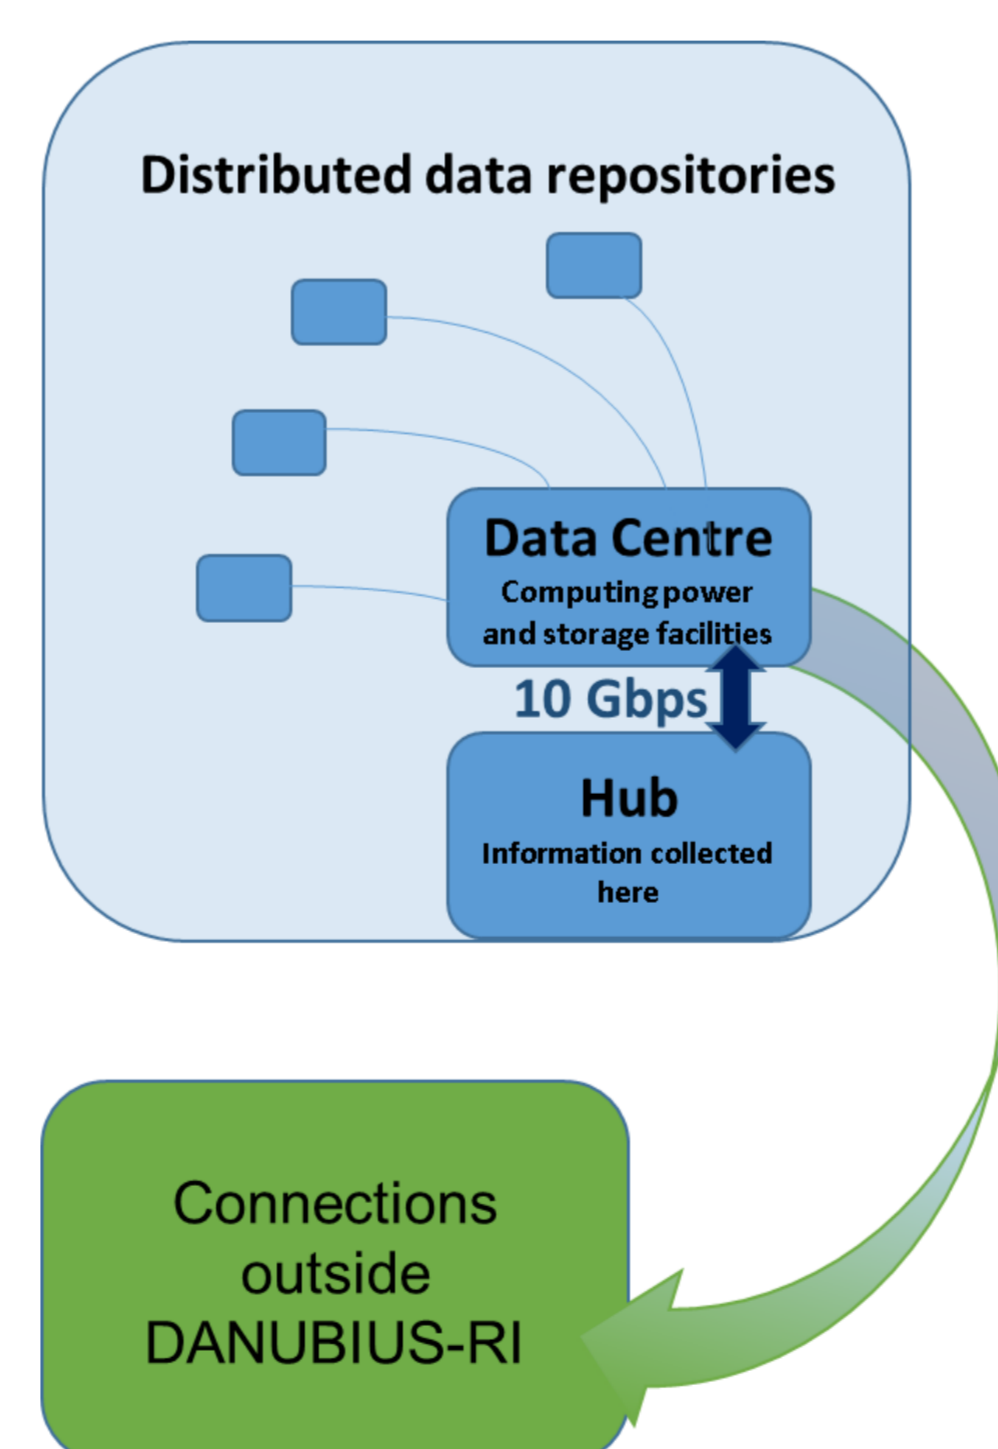 Distributed data repositories
Data Centre
Computing power
and storage facilities
10 Gbps
Hub
Information collected
here
Connections
outside
DANUBIUS-RI